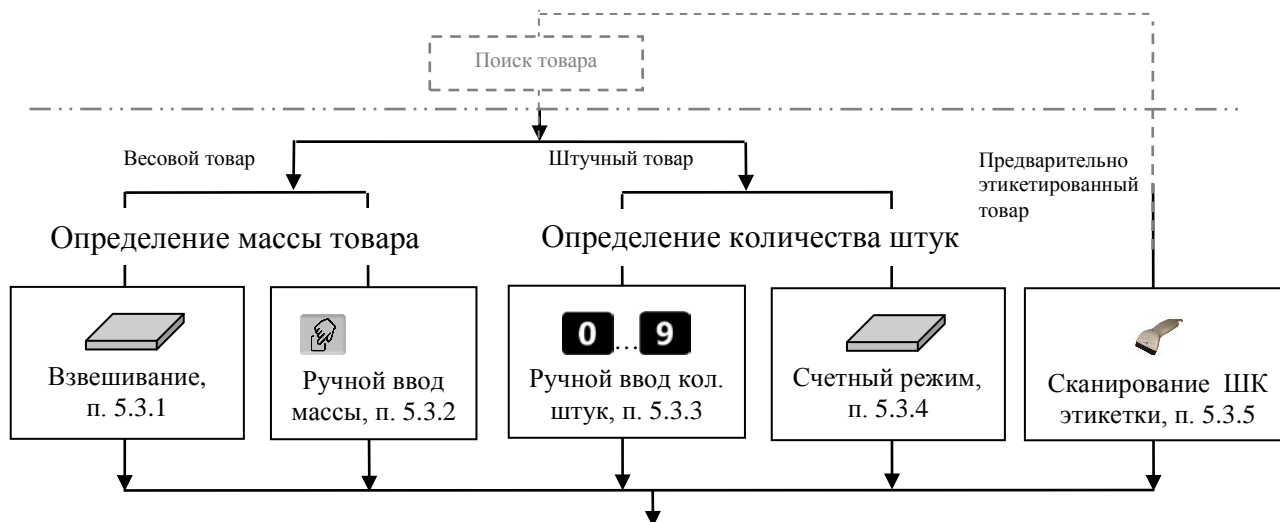 Поиск товара
Весовой товар
Штучный товар
Предварительно
этикетированный
товар
Определение массы товара
Определение количества штук
Взвешивание,
п. 5.3.1
Ручной ввод
массы, п. 5.3.2
0...9
Ручной ввод кол.
штук, п. 5.3.3
Счетный режим,
п. 5.3.4
Сканирование ШК
этикетки, п. 5.3.5